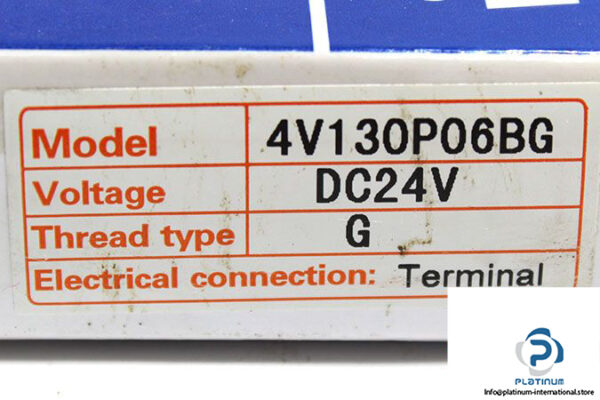 Model 4V130P06BG
Voltage DC24V
Thread type G
Electrical connection: Terminal
PLATINUM
Info@platinum-international.store